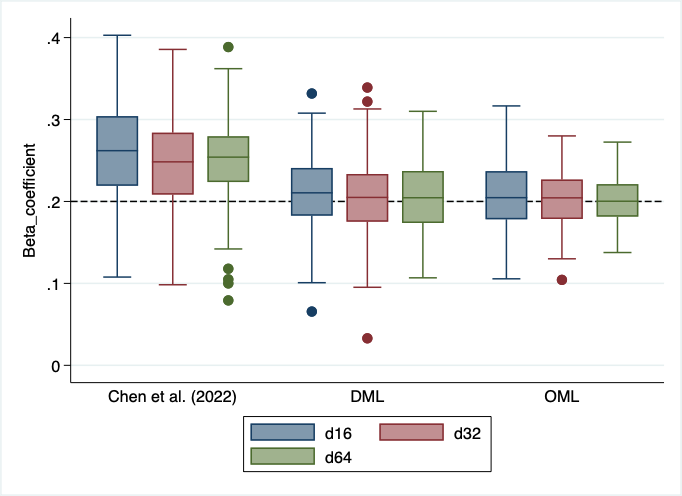 .4
.3
.2
.1
0
Beta_coefficient
Chen et al. (2022) DML OML
d16 d32
d64